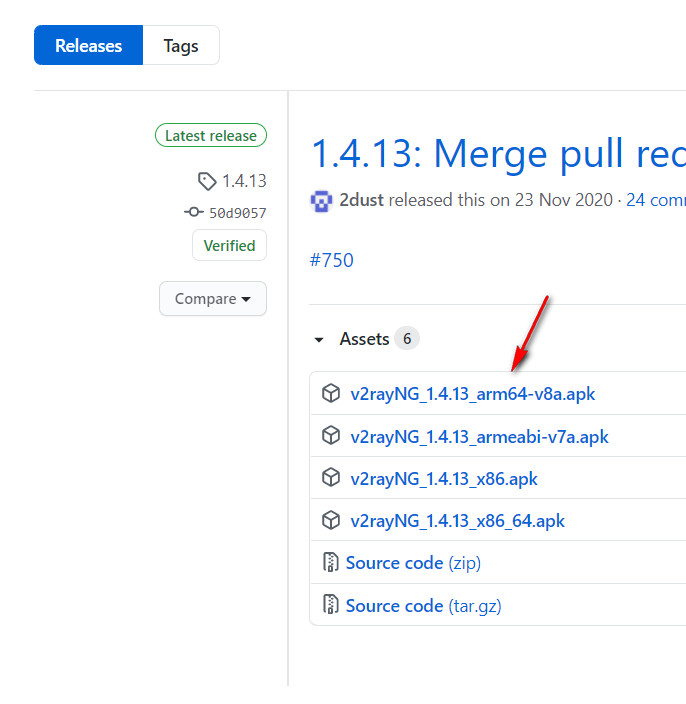 Releases Tags
Latest release
1.4.13
50d9057
Verified
Compare
1.4.13: Merge pull
2dust released this on 23 Nov 2020 · 24
#750
Assets 6
v2rayNG_1.4.13_arm64-v8a.apk
v2rayNG_1.4.13_armeabi-v7a.apk
v2rayNG_1.4.13_x86.apk
v2rayNG_1.4.13_x86_64.apk
Source code (zip)
Source code (tar.gz)